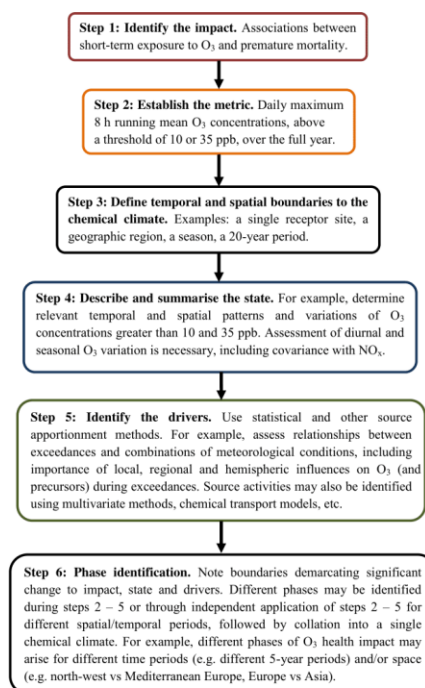 Step 1: Identify the impact. Associations between
short-term exposure to O₃ and premature mortality.
Step 2: Establish the metric. Daily maximum
8 h running mean O₃ concentrations, above
a threshold of 10 or 35 ppb, over the full year.
Step 3: Define temporal and spatial boundaries to the
chemical climate. Examples: a single receptor site, a
geographic region, a season, a 20-year period.
Step 4: Describe and summarise the state. For example, determine
relevant temporal and spatial patterns and variations of O₃
concentrations greater than 10 and 35 ppb. Assessment of diurnal and
seasonal O₃ variation is necessary, including covariance with NOₓ.
Step 5: Identify the drivers. Use statistical and other source
apportionment methods. For example, assess relationships between
exceedances and combinations of meteorological conditions, including
importance of local, regional and hemispheric influences on O₃ (and
precursors) during exceedances. Source activities may also be identified
using multivariate methods, chemical transport models, etc.
Step 6: Phase identification. Note boundaries demarcating significant
change to impact, state and drivers. Different phases may be identified
during steps 2 – 5 or through independent application of steps 2 – 5 for
different spatial/temporal periods, followed by collation into a single
chemical climate. For example, different phases of O₃ health impact may
arise for different time periods (e.g. different 5-year periods) and/or space
(e.g. north-west vs Mediterranean Europe, Europe vs Asia).